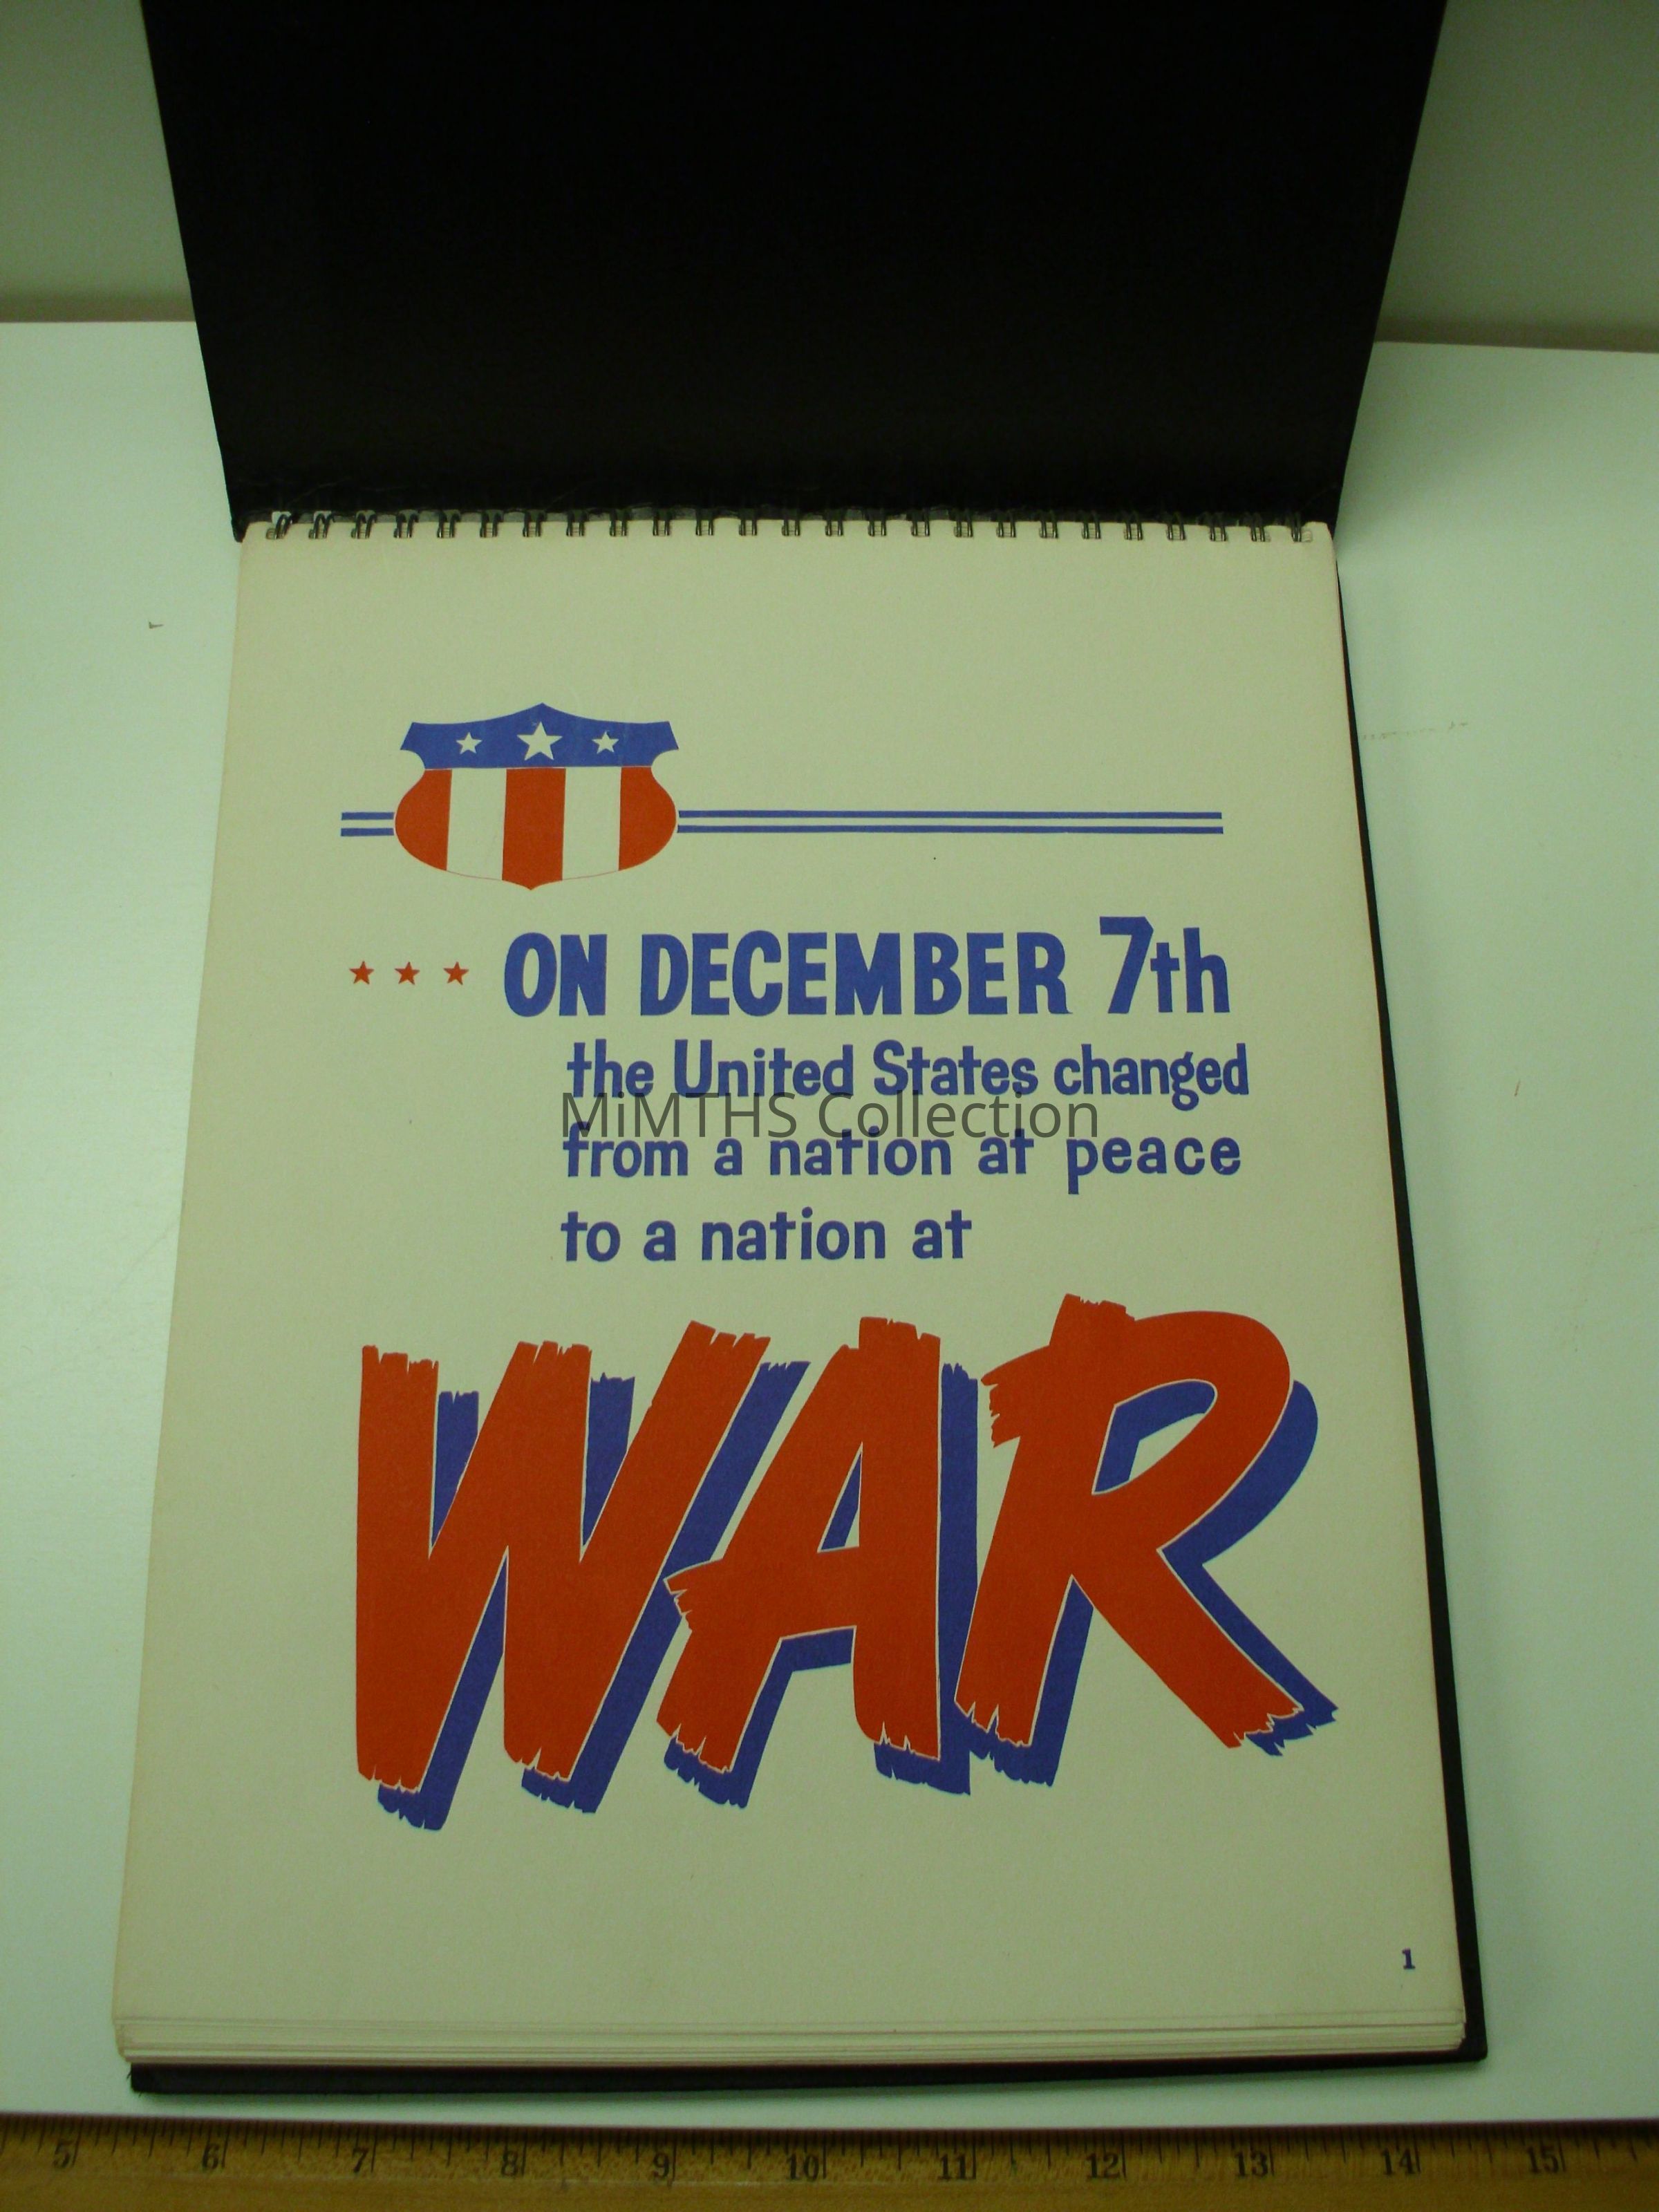 ON DECEMBER 7th
the United States changed
MiMTHS Collection
from a nation at peace
to a nation at
WAR
1
5 6 7 8 9 10 11 12 13 14 15